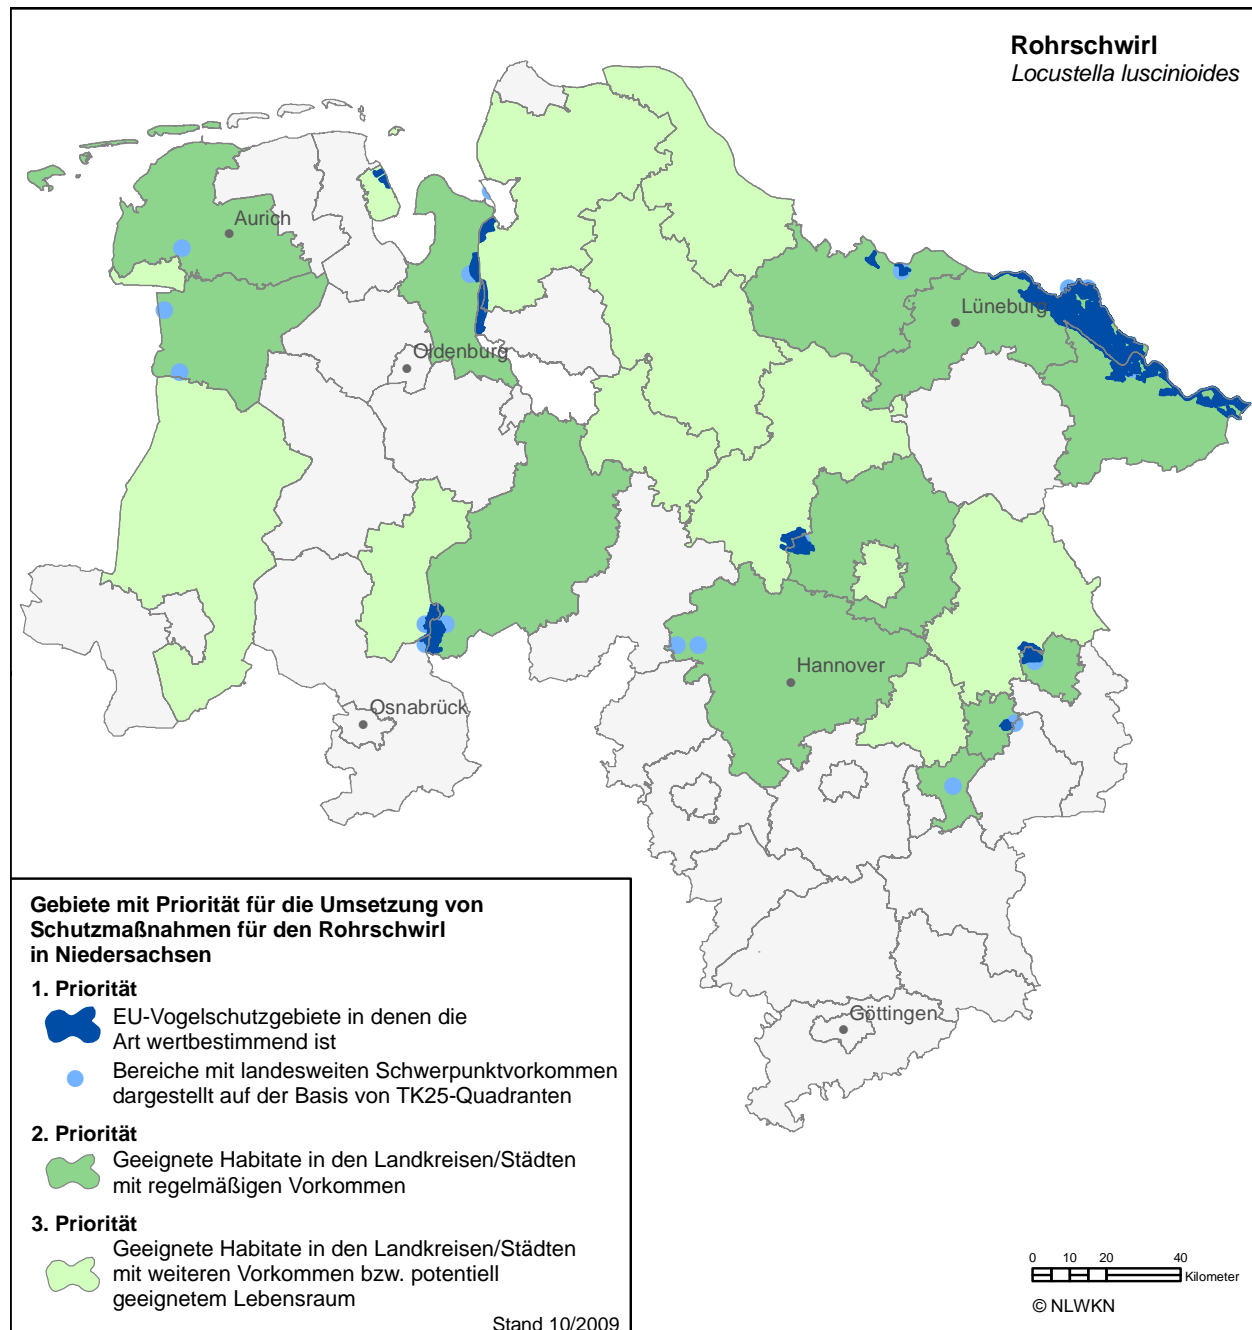 Rohrschwirl
Locustella luscinioides
Aurich
Lüneburg
Oldenburg
Hannover
Osnabrück
Göttingen
Gebiete mit Priorität für die Umsetzung von
Schutzmaßnahmen für den Rohrschwirl
in Niedersachsen
1. Priorität
EU-Vogelschutzgebiete in denen die
Art wertbestimmend ist
Bereiche mit landesweiten Schwerpunktvorkommen
dargestellt auf der Basis von TK25-Quadranten
2. Priorität
Geeignete Habitate in den Landkreisen/Städten
mit regelmäßigen Vorkommen
3. Priorität
Geeignete Habitate in den Landkreisen/Städten
mit weiteren Vorkommen bzw. potentiell
geeignetem Lebensraum
Stand 10/2009
0 10 20 40
Kilometer
© NLWKN